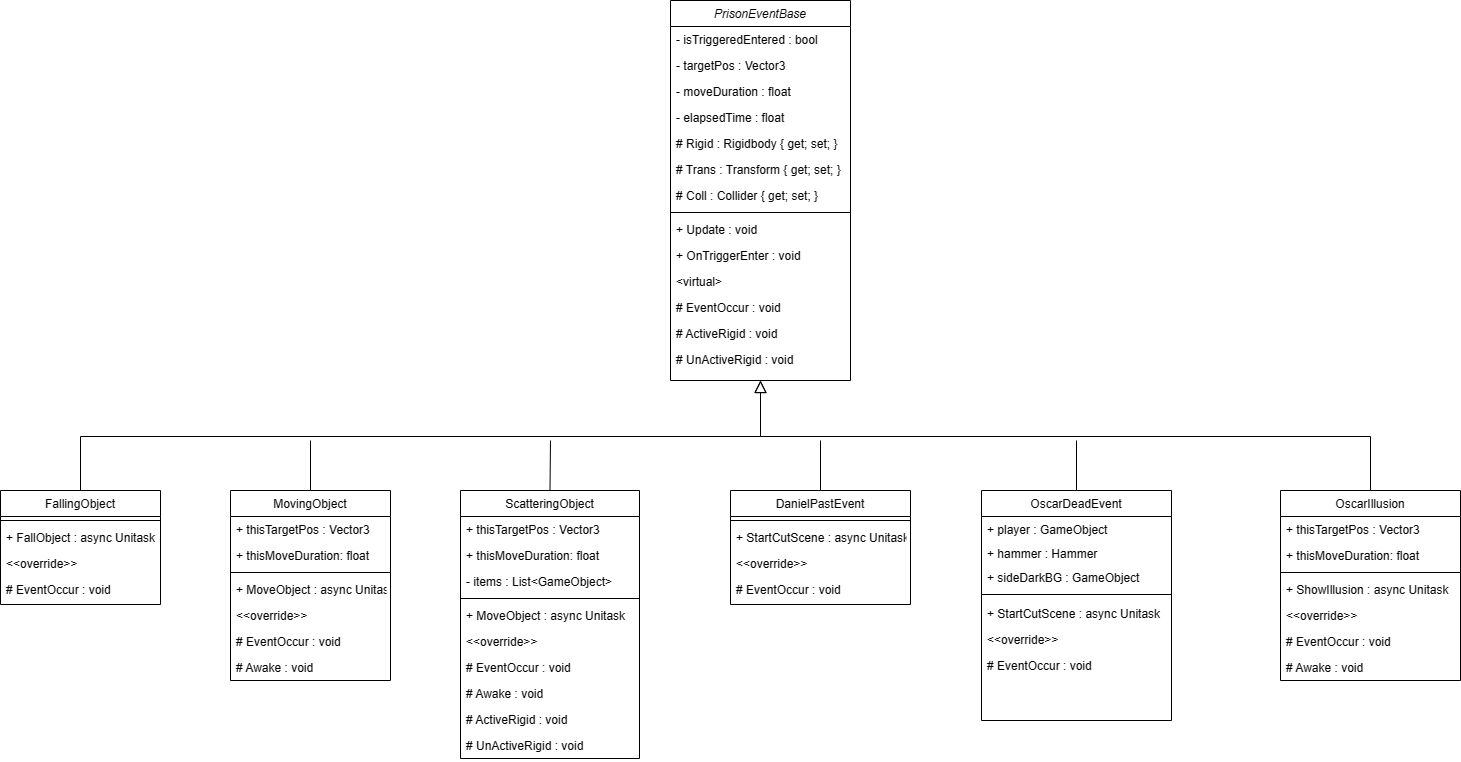 PrisonEventBase
- isTriggeredEntered : bool
- targetPos : Vector3
- moveDuration : float
- elapsedTime : float
# Rigid : Rigidbody { get; set; }
# Trans : Transform { get; set; }
# Coll : Collider { get; set; }
+ Update : void
+ OnTriggerEnter : void
<virtual>
# EventOccur : void
# ActiveRigid : void
# UnActiveRigid : void
FallingObject
+ FallObject : async Unitask
<<override>>
# EventOccur : void
MovingObject
+ thisTargetPos : Vector3
+ thisMoveDuration: float
+ MoveObject : async Unitas
<<override>>
# EventOccur : void
# Awake : void
ScatteringObject
+ thisTargetPos : Vector3
+ thisMoveDuration: float
- items : List<GameObject>
+ MoveObject : async Unitask
<<override>>
# EventOccur : void
# Awake : void
# ActiveRigid : void
# UnActiveRigid : void
DanielPastEvent
+ StartCutScene : async Unitask
<<override>>
# EventOccur : void
OscarDeadEvent
+ player : GameObject
+ hammer : Hammer
+ sideDarkBG : GameObject
+ StartCutScene : async Unitask
<<override>>
# EventOccur : void
OscarIllusion
+ thisTargetPos : Vector3
+ thisMoveDuration: float
+ ShowIllusion : async Unitask
<<override>>
# EventOccur : void
# Awake : void